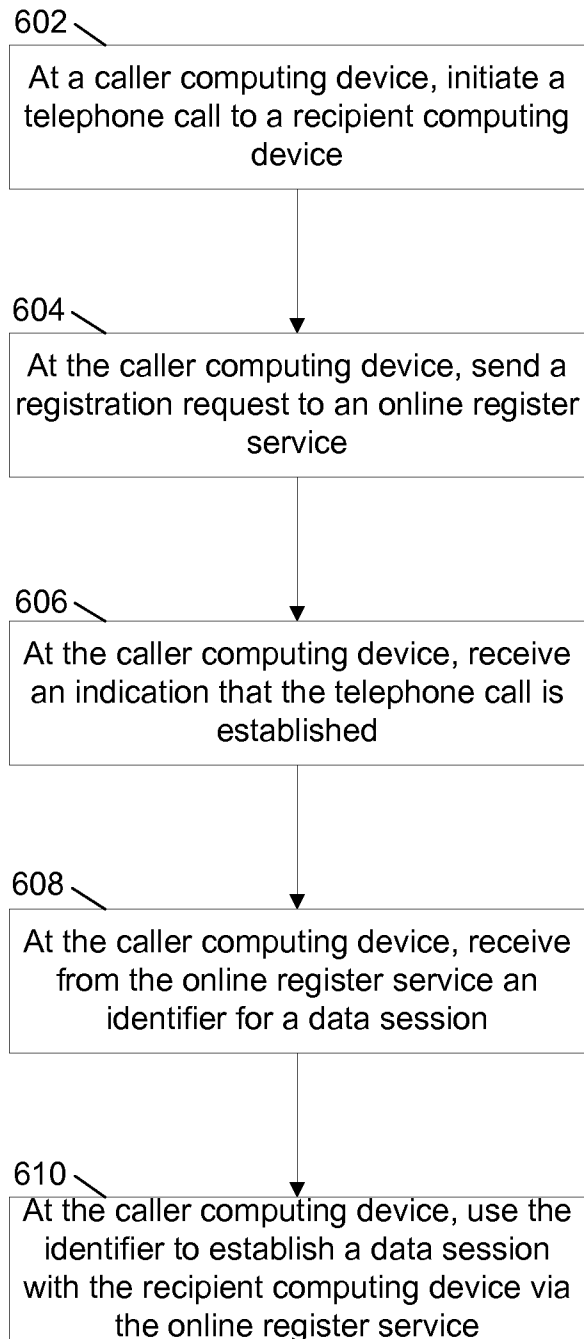 602
At a caller computing device, initiate a
telephone call to a recipient computing
device
604
At the caller computing device, send a
registration request to an online register
service
606
At the caller computing device, receive
an indication that the telephone call is
established
608
At the caller computing device, receive
from the online register service an
identifier for a data session
610
At the caller computing device, use the
identifier to establish a data session
with the recipient computing device via
the online register service